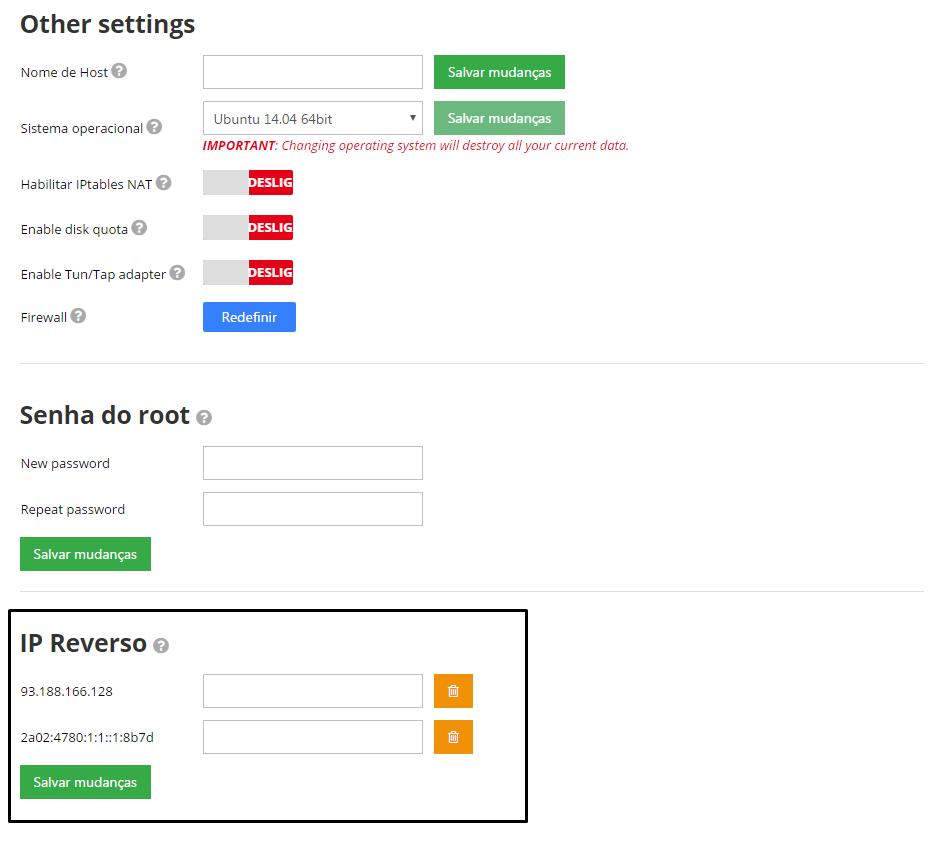 Other settings
Nome de Host ?
Salvar mudanças
Sistema operacional ?
Ubuntu 14.04 64bit
Salvar mudanças
IMPORTANT: Changing operating system will destroy all your current data.
Habilitar IPtables NAT ?
DESLIG
Enable disk quota ?
DESLIG
Enable Tun/Tap adapter ?
DESLIG
Firewall ?
Redefinir
Senha do root ?
New password
Repeat password
Salvar mudanças
IP Reverso ?
93.188.166.128
2a02:4780:1:1::1:8b7d
Salvar mudanças